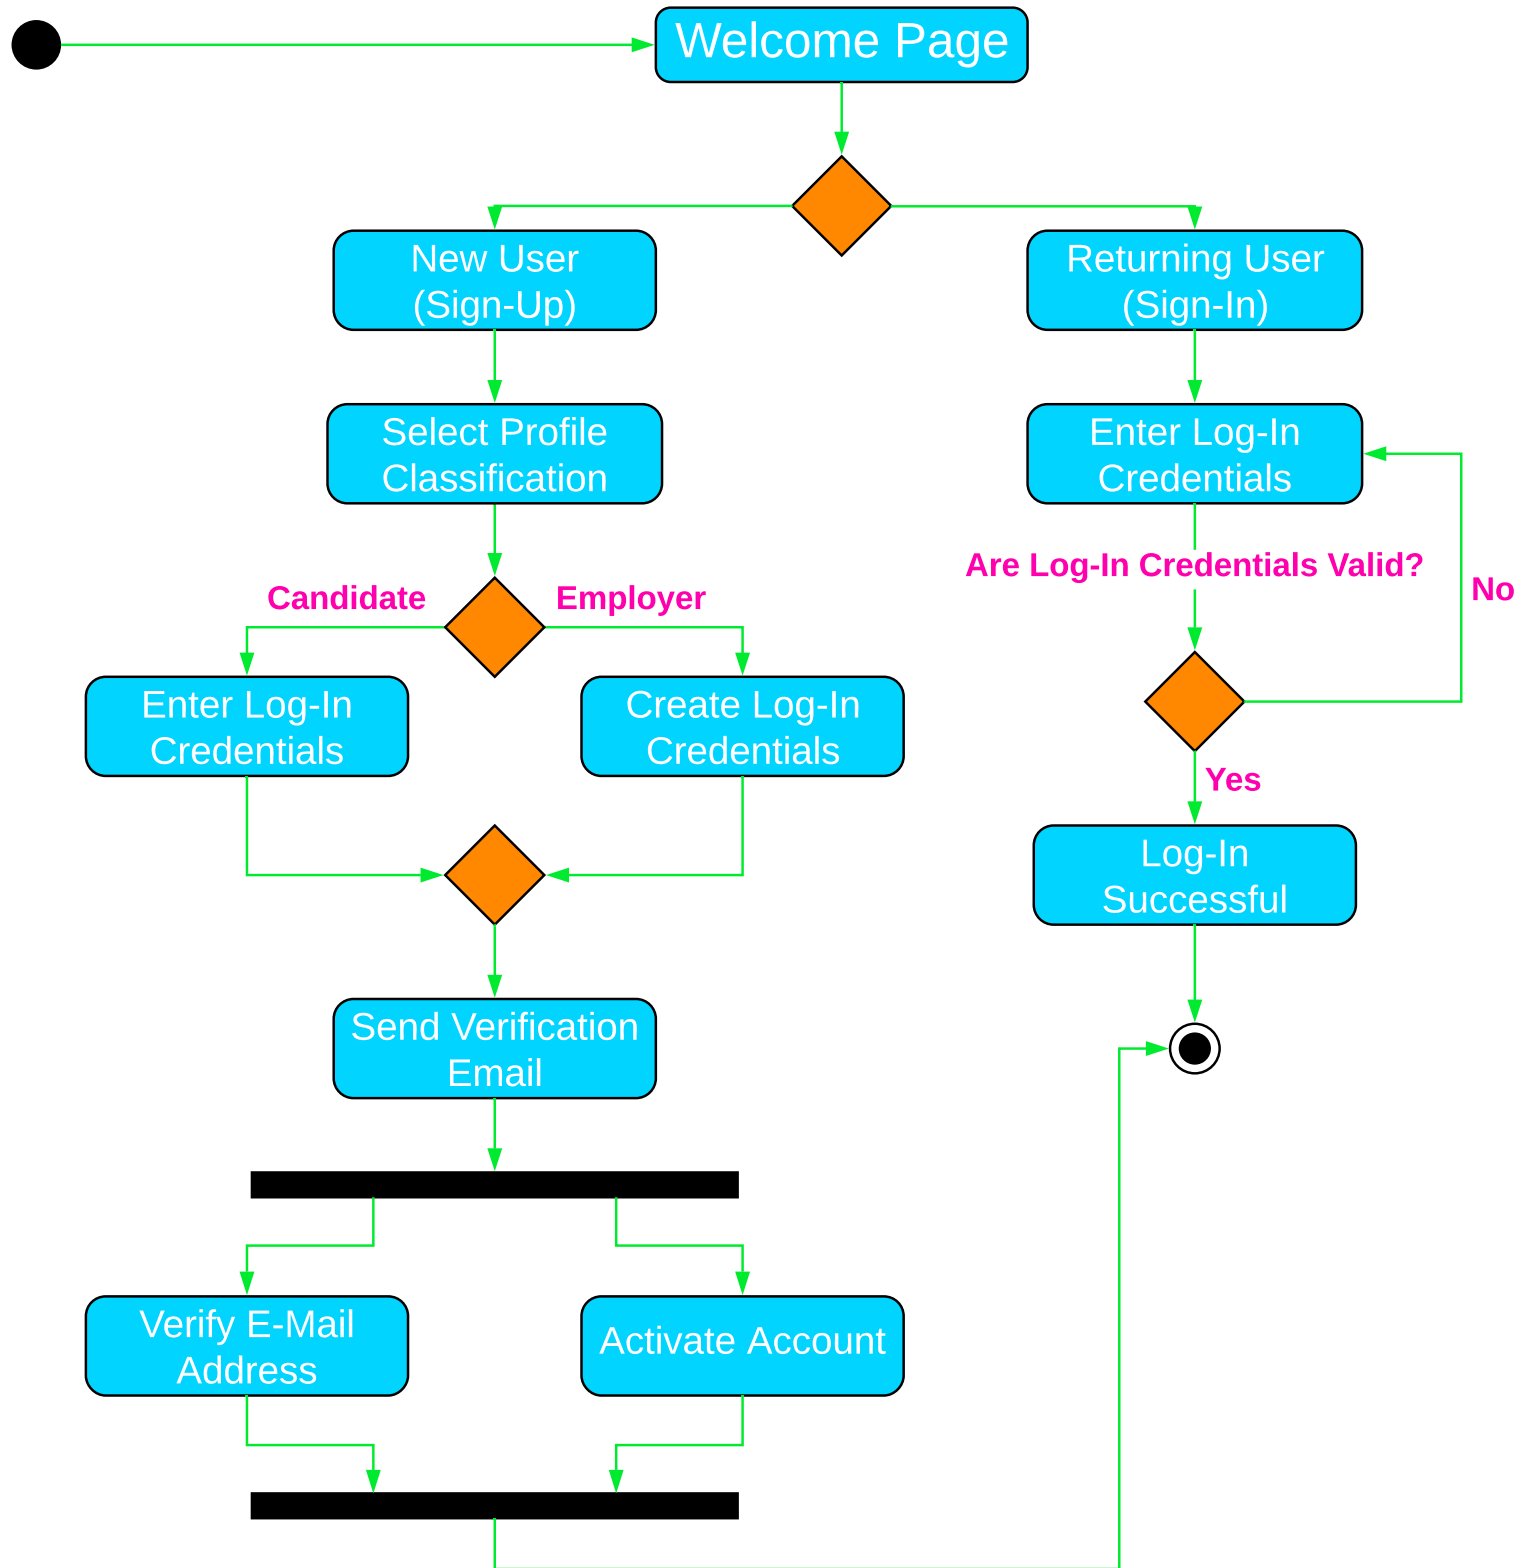 Welcome Page
New User
(Sign-Up)
Returning User
(Sign-In)
Select Profile
Classification
Enter Log-In
Credentials
Are Log-In Credentials Valid?
No
Candidate
Employer
Enter Log-In
Credentials
Create Log-In
Credentials
Yes
Log-In
Successful
Send Verification
Email
Verify E-Mail
Address
Activate Account